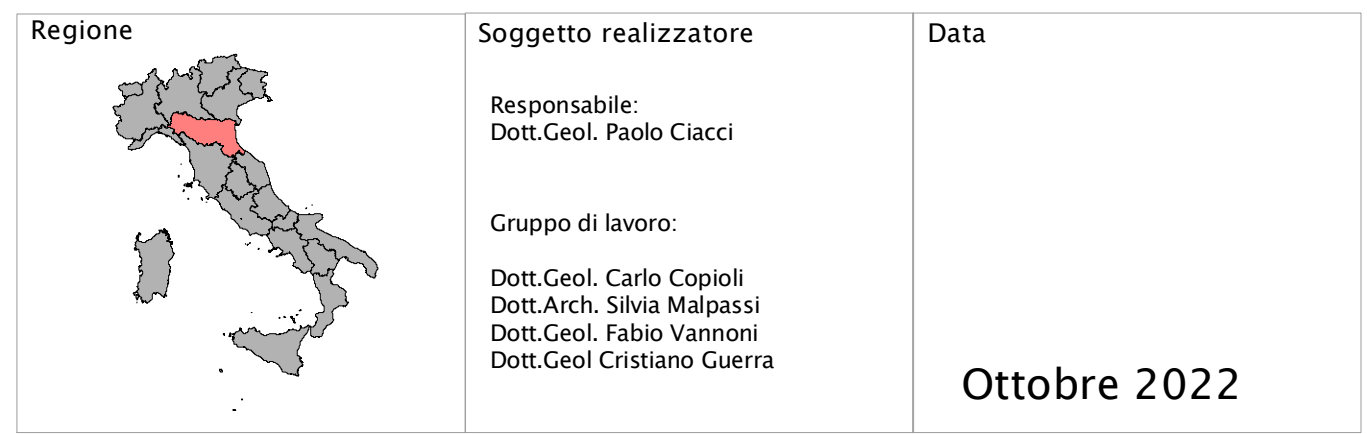 Regione
Soggetto realizzatore
Responsabile:
Dott.Geol. Paolo Ciacci
Gruppo di lavoro:
Dott.Geol. Carlo Copioli
Dott.Arch. Silvia Malpassi
Dott.Geol. Fabio Vannoni
Dott.Geol Cristiano Guerra
Data
Ottobre 2022